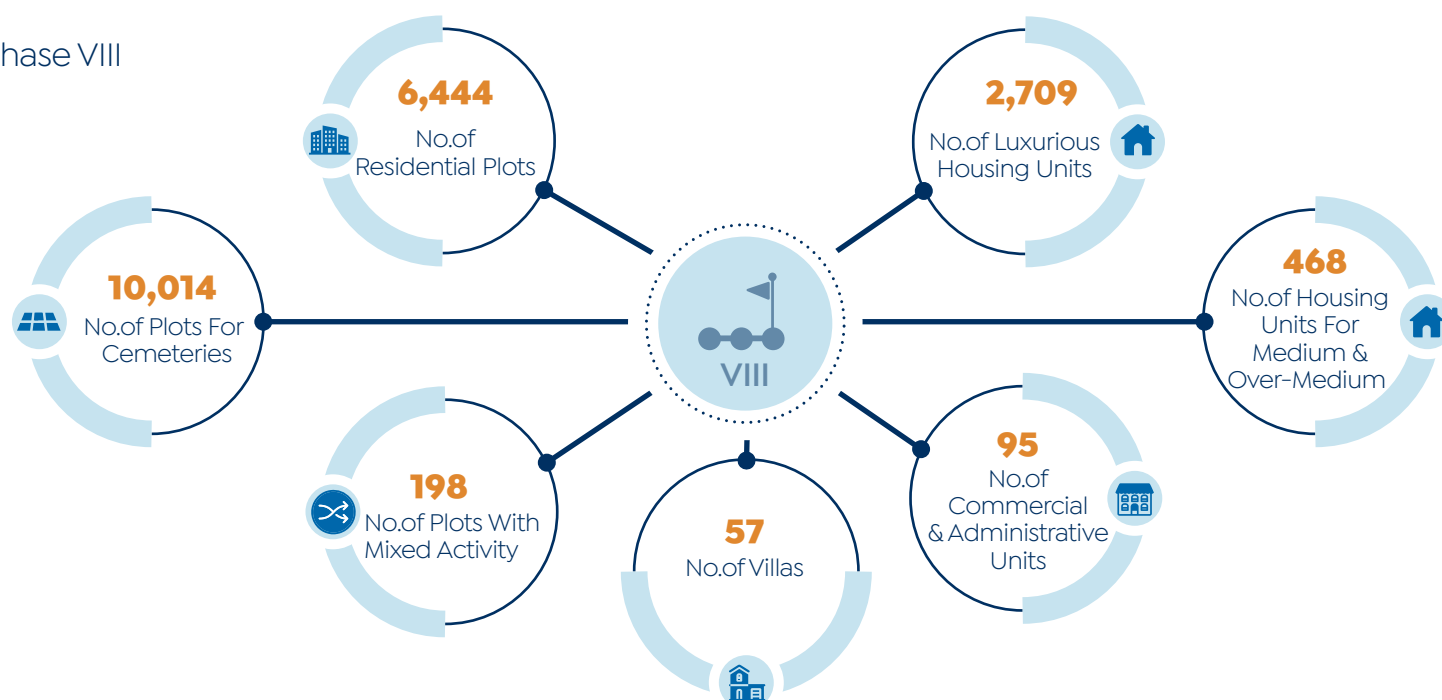 hase VIII
6,444
No.of
Residential Plots
2,709
No.of Luxurious
Housing Units
10,014
No.of Plots For
Cemeteries
468
No.of Housing
Units For
Medium &
Over-Medium
VIII
198
No.of Plots With
Mixed Activity
57
No.of Villas
95
No.of
Commercial
& Administrative
Units